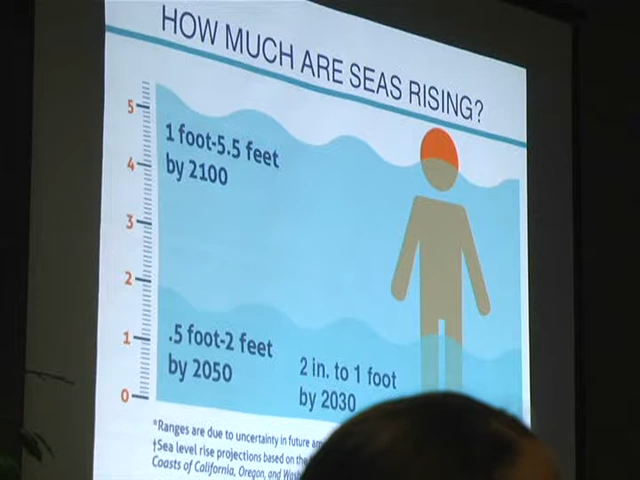 HOW MUCH ARE SEAS RISING?
5
1 foot-5.5 feet
by 2100
4
3
2
1
.5 foot-2 feet
by 2050
2 in. to 1 foot
by 2030
0
*Ranges are due to uncertainty in future
†Sea level rise projections based on the
Coasts of California, Oregon, and